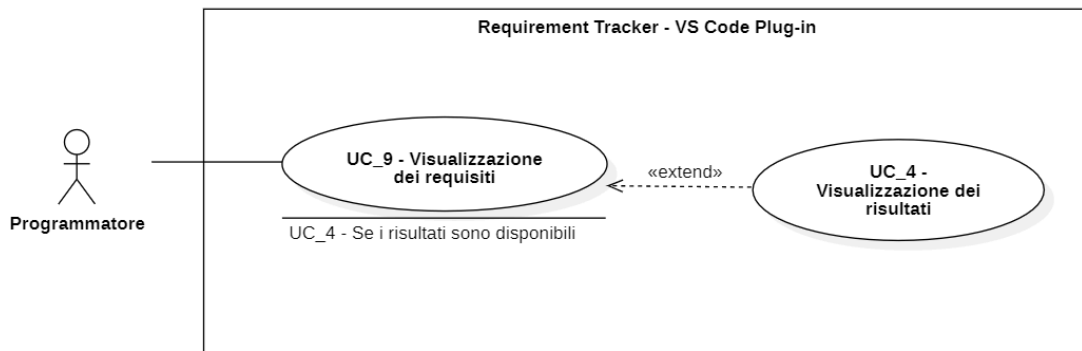 Requirement Tracker - VS Code Plug-in
Programmatore
UC_9 - Visualizzazione
dei requisiti
UC_4 - Se i risultati sono disponibili
«extend»
UC_4 -
Visualizzazione dei
risultati